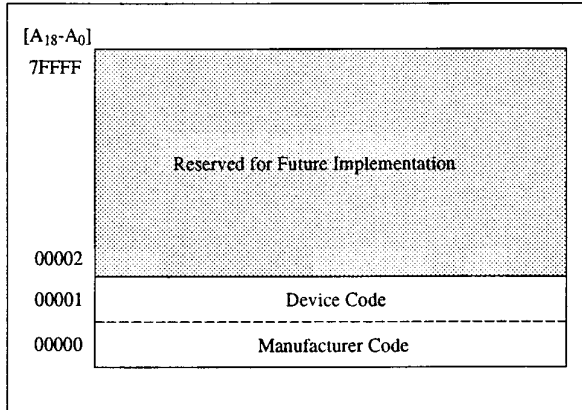 [A18-A0]
7FFFF
Reserved for Future Implementation
00002
00001 Device Code
00000 Manufacturer Code